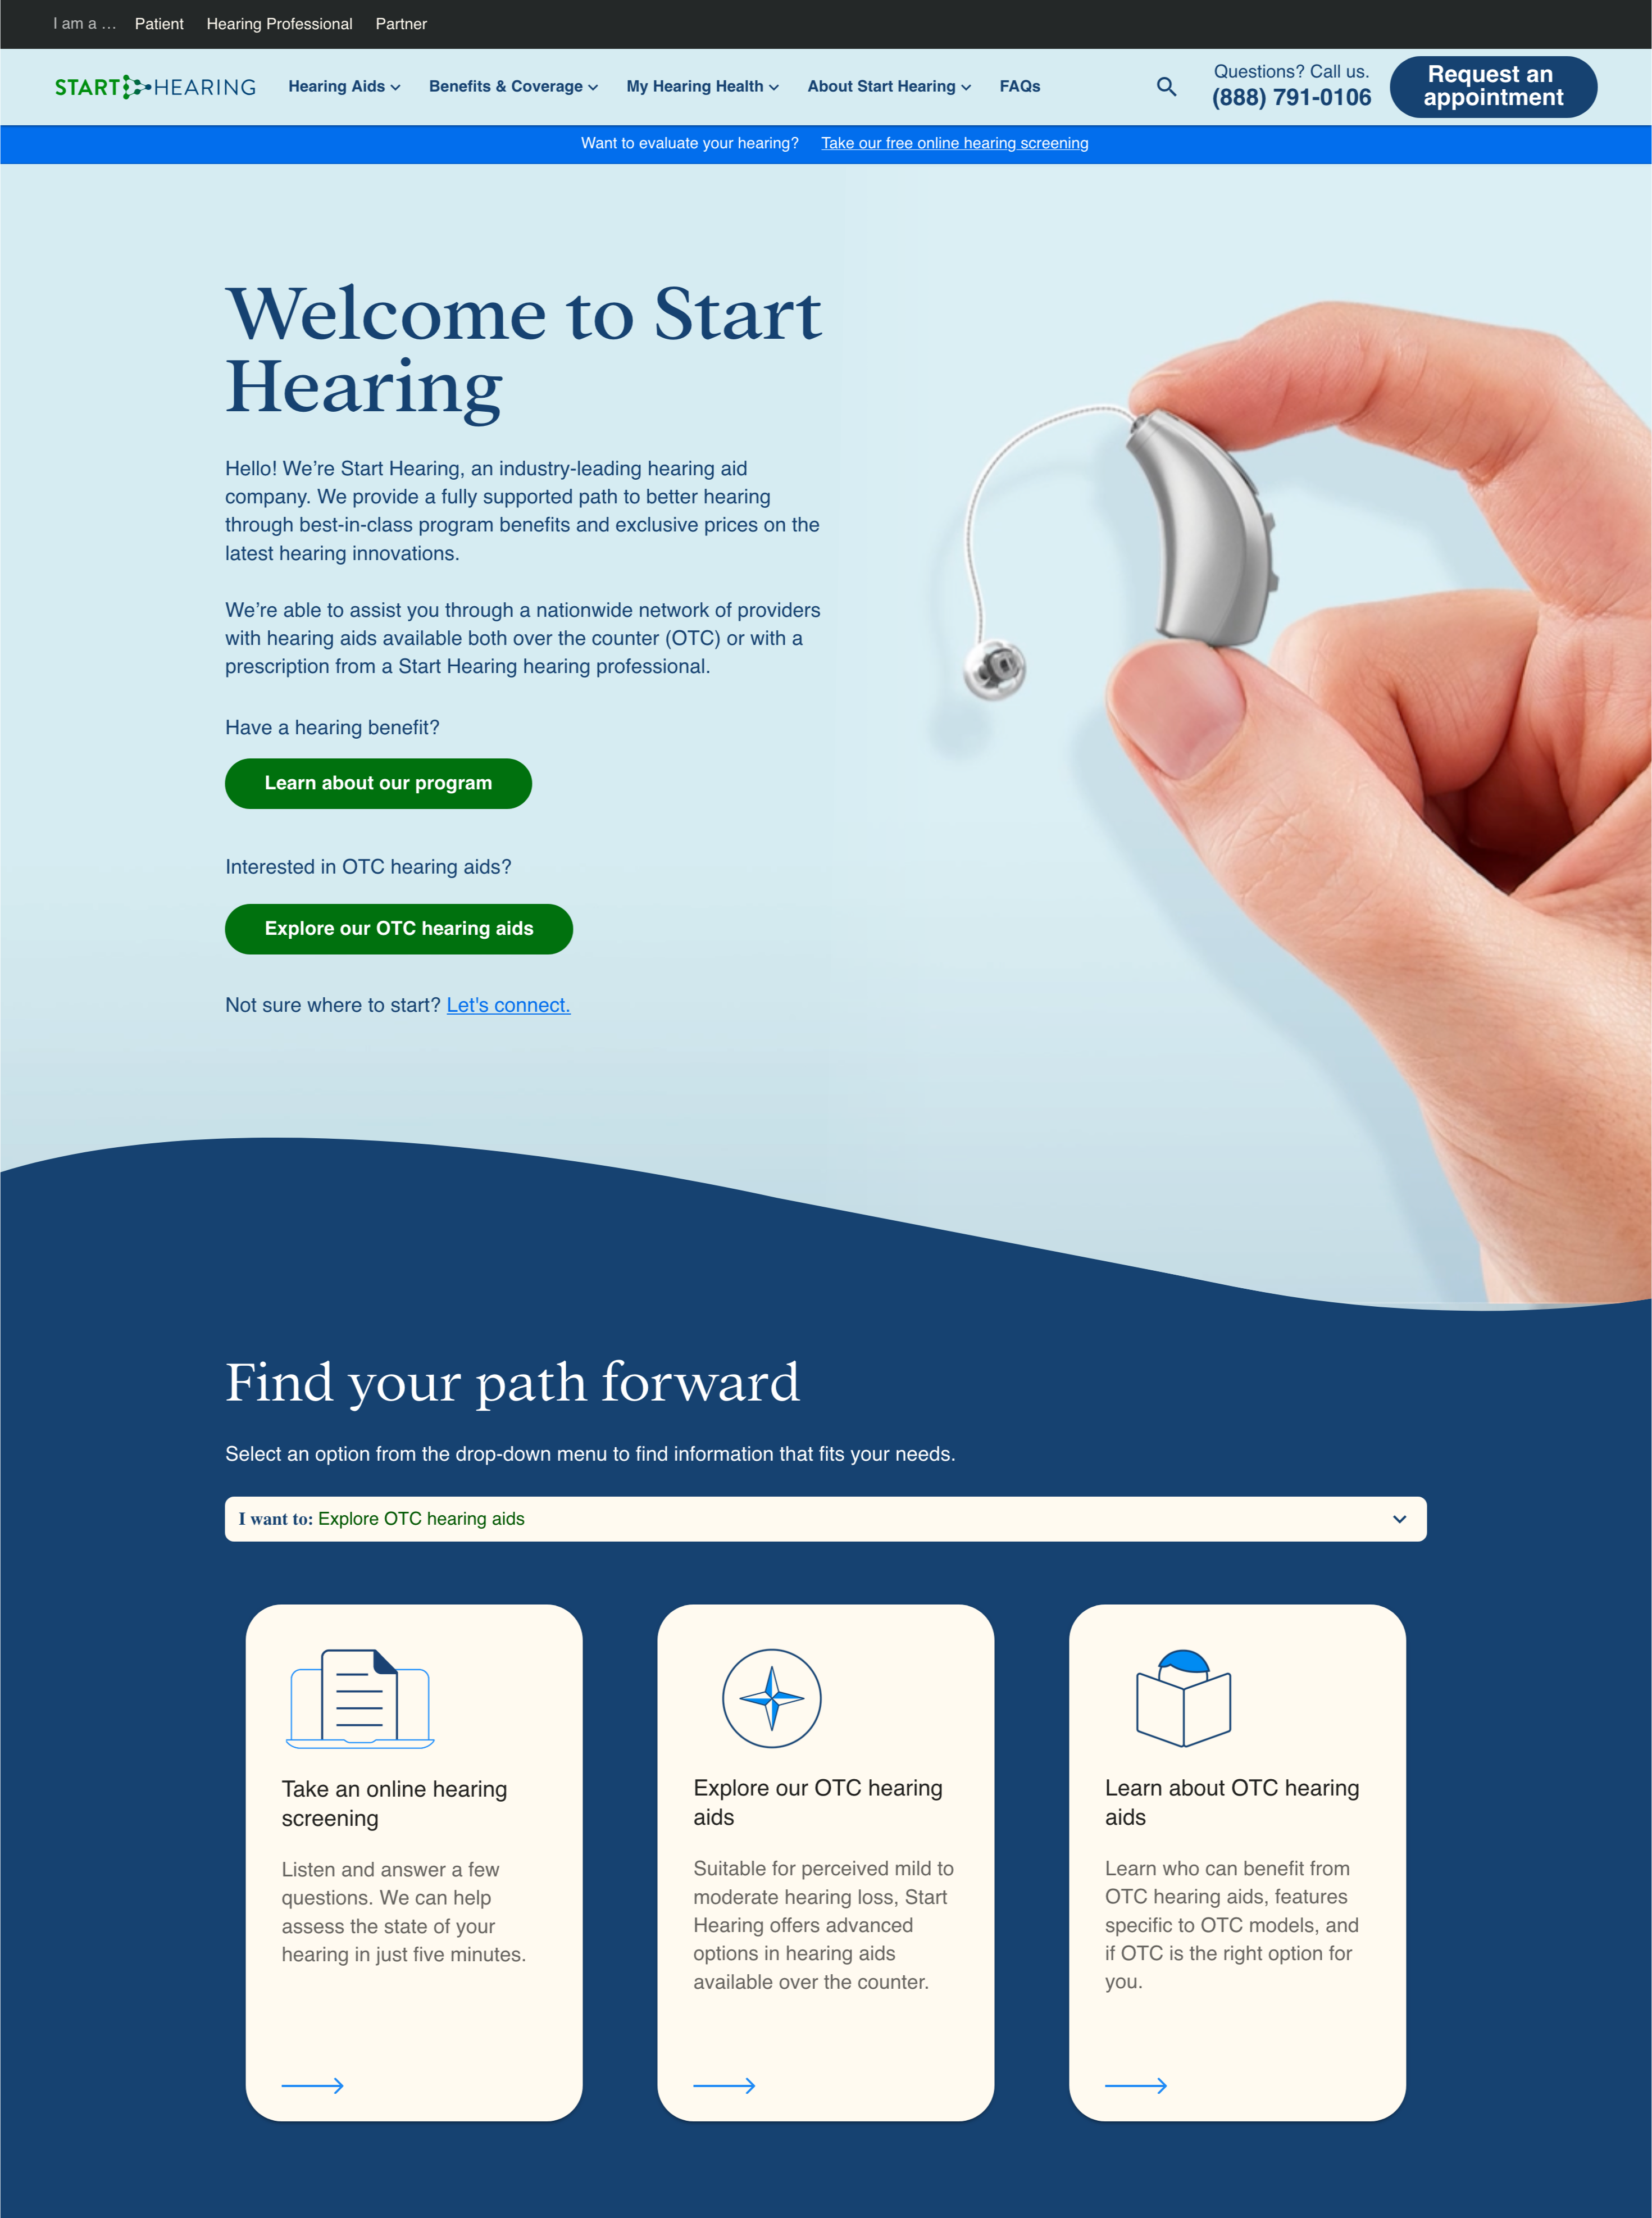 I am a ... Patient Hearing Professional Partner
START HEARING
Hearing Aids Benefits & Coverage My Hearing Health About Start Hearing FAQs
Questions? Call us.
(888) 791-0106
Request an
appointment
Want to evaluate your hearing? Take our free online hearing screening
Welcome to Start
Hearing
Hello! We’re Start Hearing, an industry-leading hearing aid
company. We provide a fully supported path to better hearing
through best-in-class program benefits and exclusive prices on the
latest hearing innovations.
We’re able to assist you through a nationwide network of providers
with hearing aids available both over the counter (OTC) or with a
prescription from a Start Hearing hearing professional.
Have a hearing benefit?
Learn about our program
Interested in OTC hearing aids?
Explore our OTC hearing aids
Not sure where to start? Let's connect.
Find your path forward
Select an option from the drop-down menu to find information that fits your needs.
I want to: Explore OTC hearing aids
Take an online hearing
screening
Listen and answer a few
questions. We can help
assess the state of your
hearing in just five minutes.
Explore our OTC hearing
aids
Suitable for perceived mild to
moderate hearing loss, Start
Hearing offers advanced
options in hearing aids
available over the counter.
Learn about OTC hearing
aids
Learn who can benefit from
OTC hearing aids, features
specific to OTC models, and
if OTC is the right option for
you.